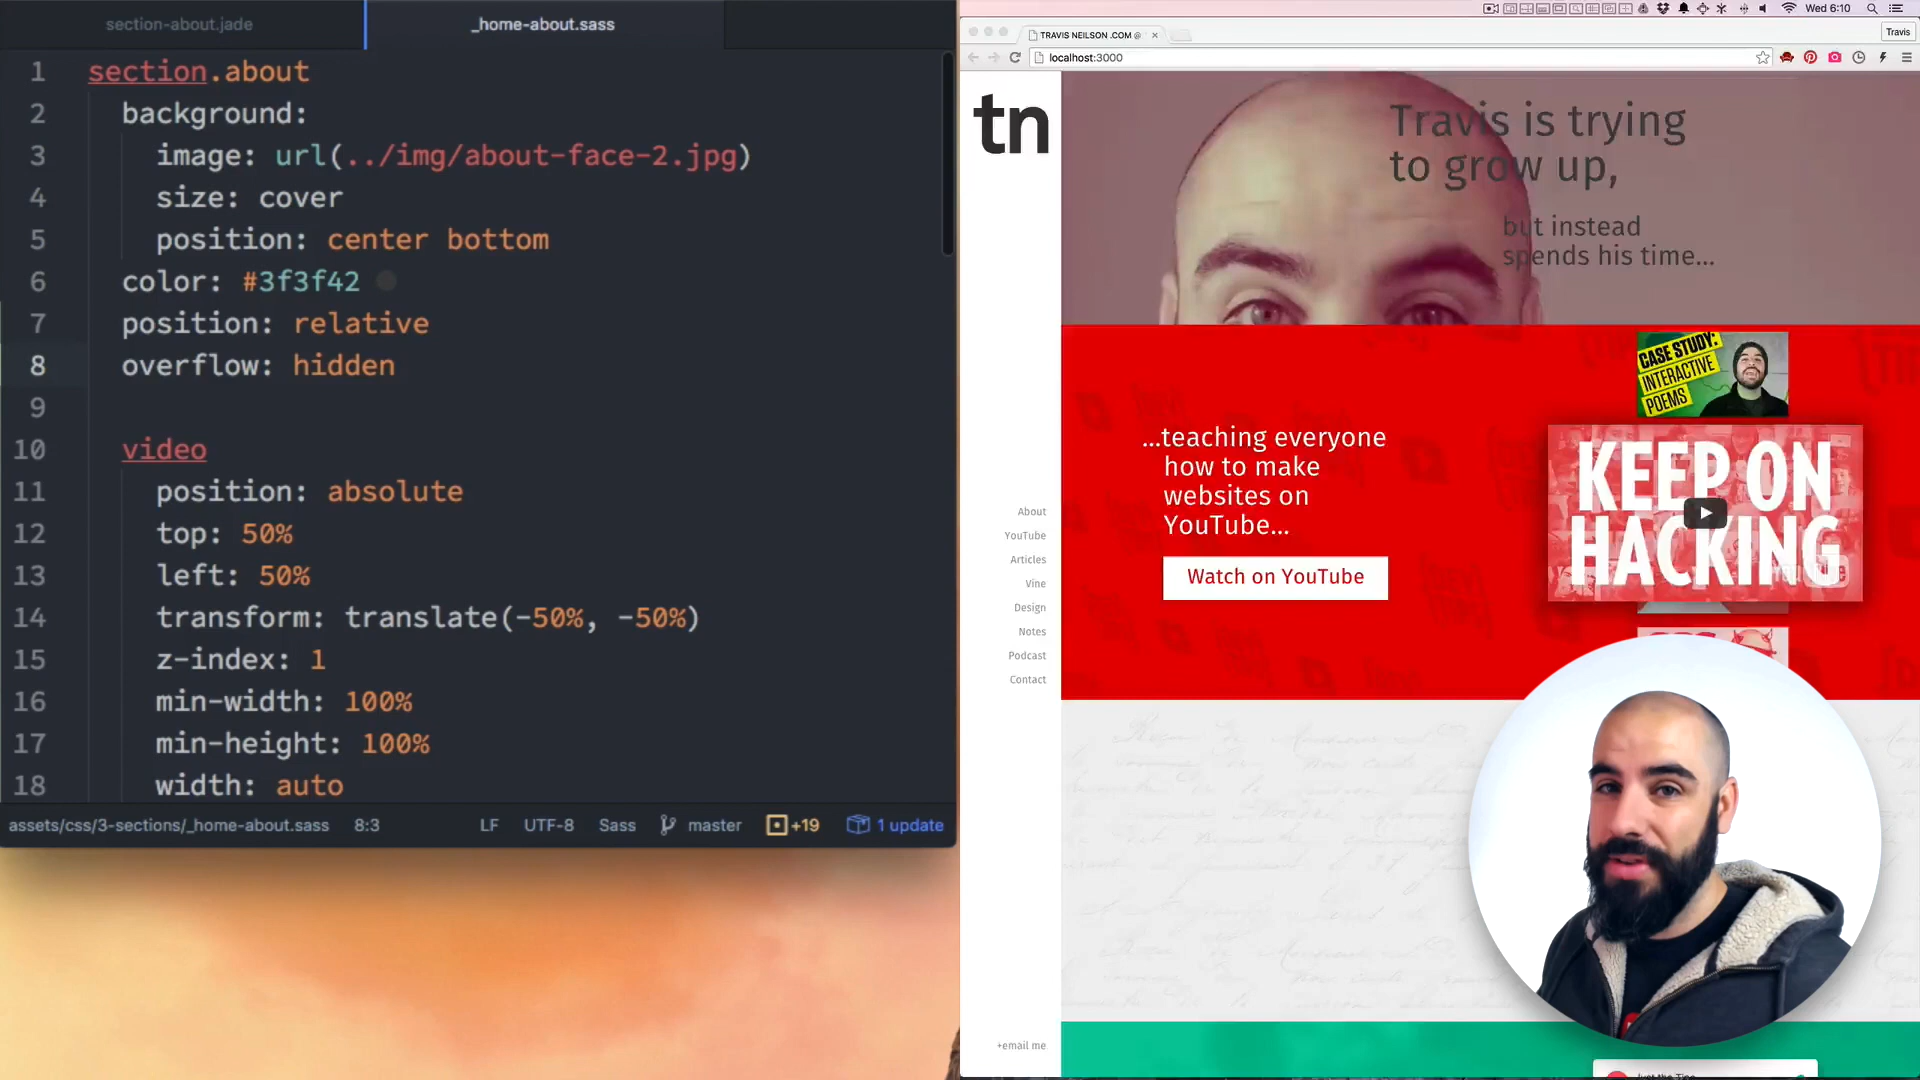 section-about.jade
_home-about.sass
1 section.about
2 background:
3 image: url(../img/about-face-2.jpg)
4 size: cover
5 position: center bottom
6 color: #3f3f42
7 position: relative
8 overflow: hidden
9
10 video
11 position: absolute
12 top: 50%
13 left: 50%
14 transform: translate(-50%, -50%)
15 z-index: 1
16 min-width: 100%
17 min-height: 100%
18 width: auto
assets/css/3-sections/_home-about.sass 8:3 LF UTF-8 Sass master +19 1 update
Wed 6:10
TRAVIS NEILSON .COM @
Travis
localhost:3000
tn
Travis is trying
to grow up,
but instead
spends his time...
About
YouTube
Articles
Vine
Design
Notes
Podcast
Contact
+email me
...teaching everyone
how to make
websites on
YouTube...
Watch on YouTube
CASE STUDY:
INTERACTIVE
POEMS
KEEP ON
HACKING